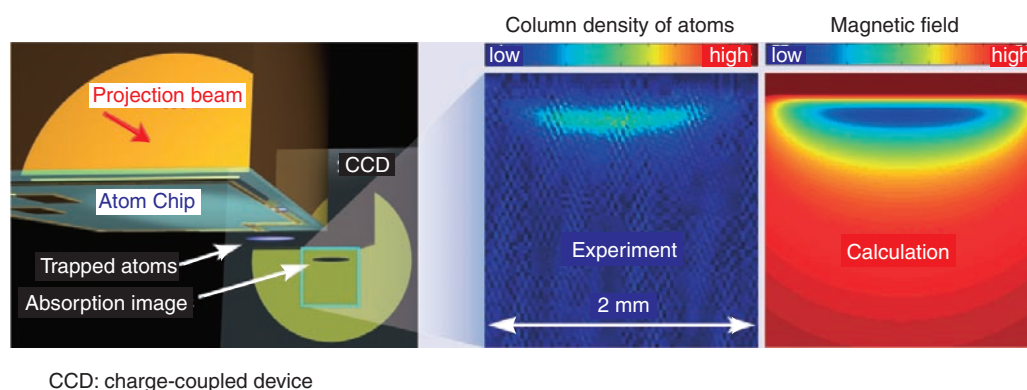 Column density of atoms
Magnetic field
low
high
low
high
Projection beam
CCD
Atom Chip
Trapped atoms
Absorption image
Experiment
2 mm
Calculation
CCD: charge-coupled device